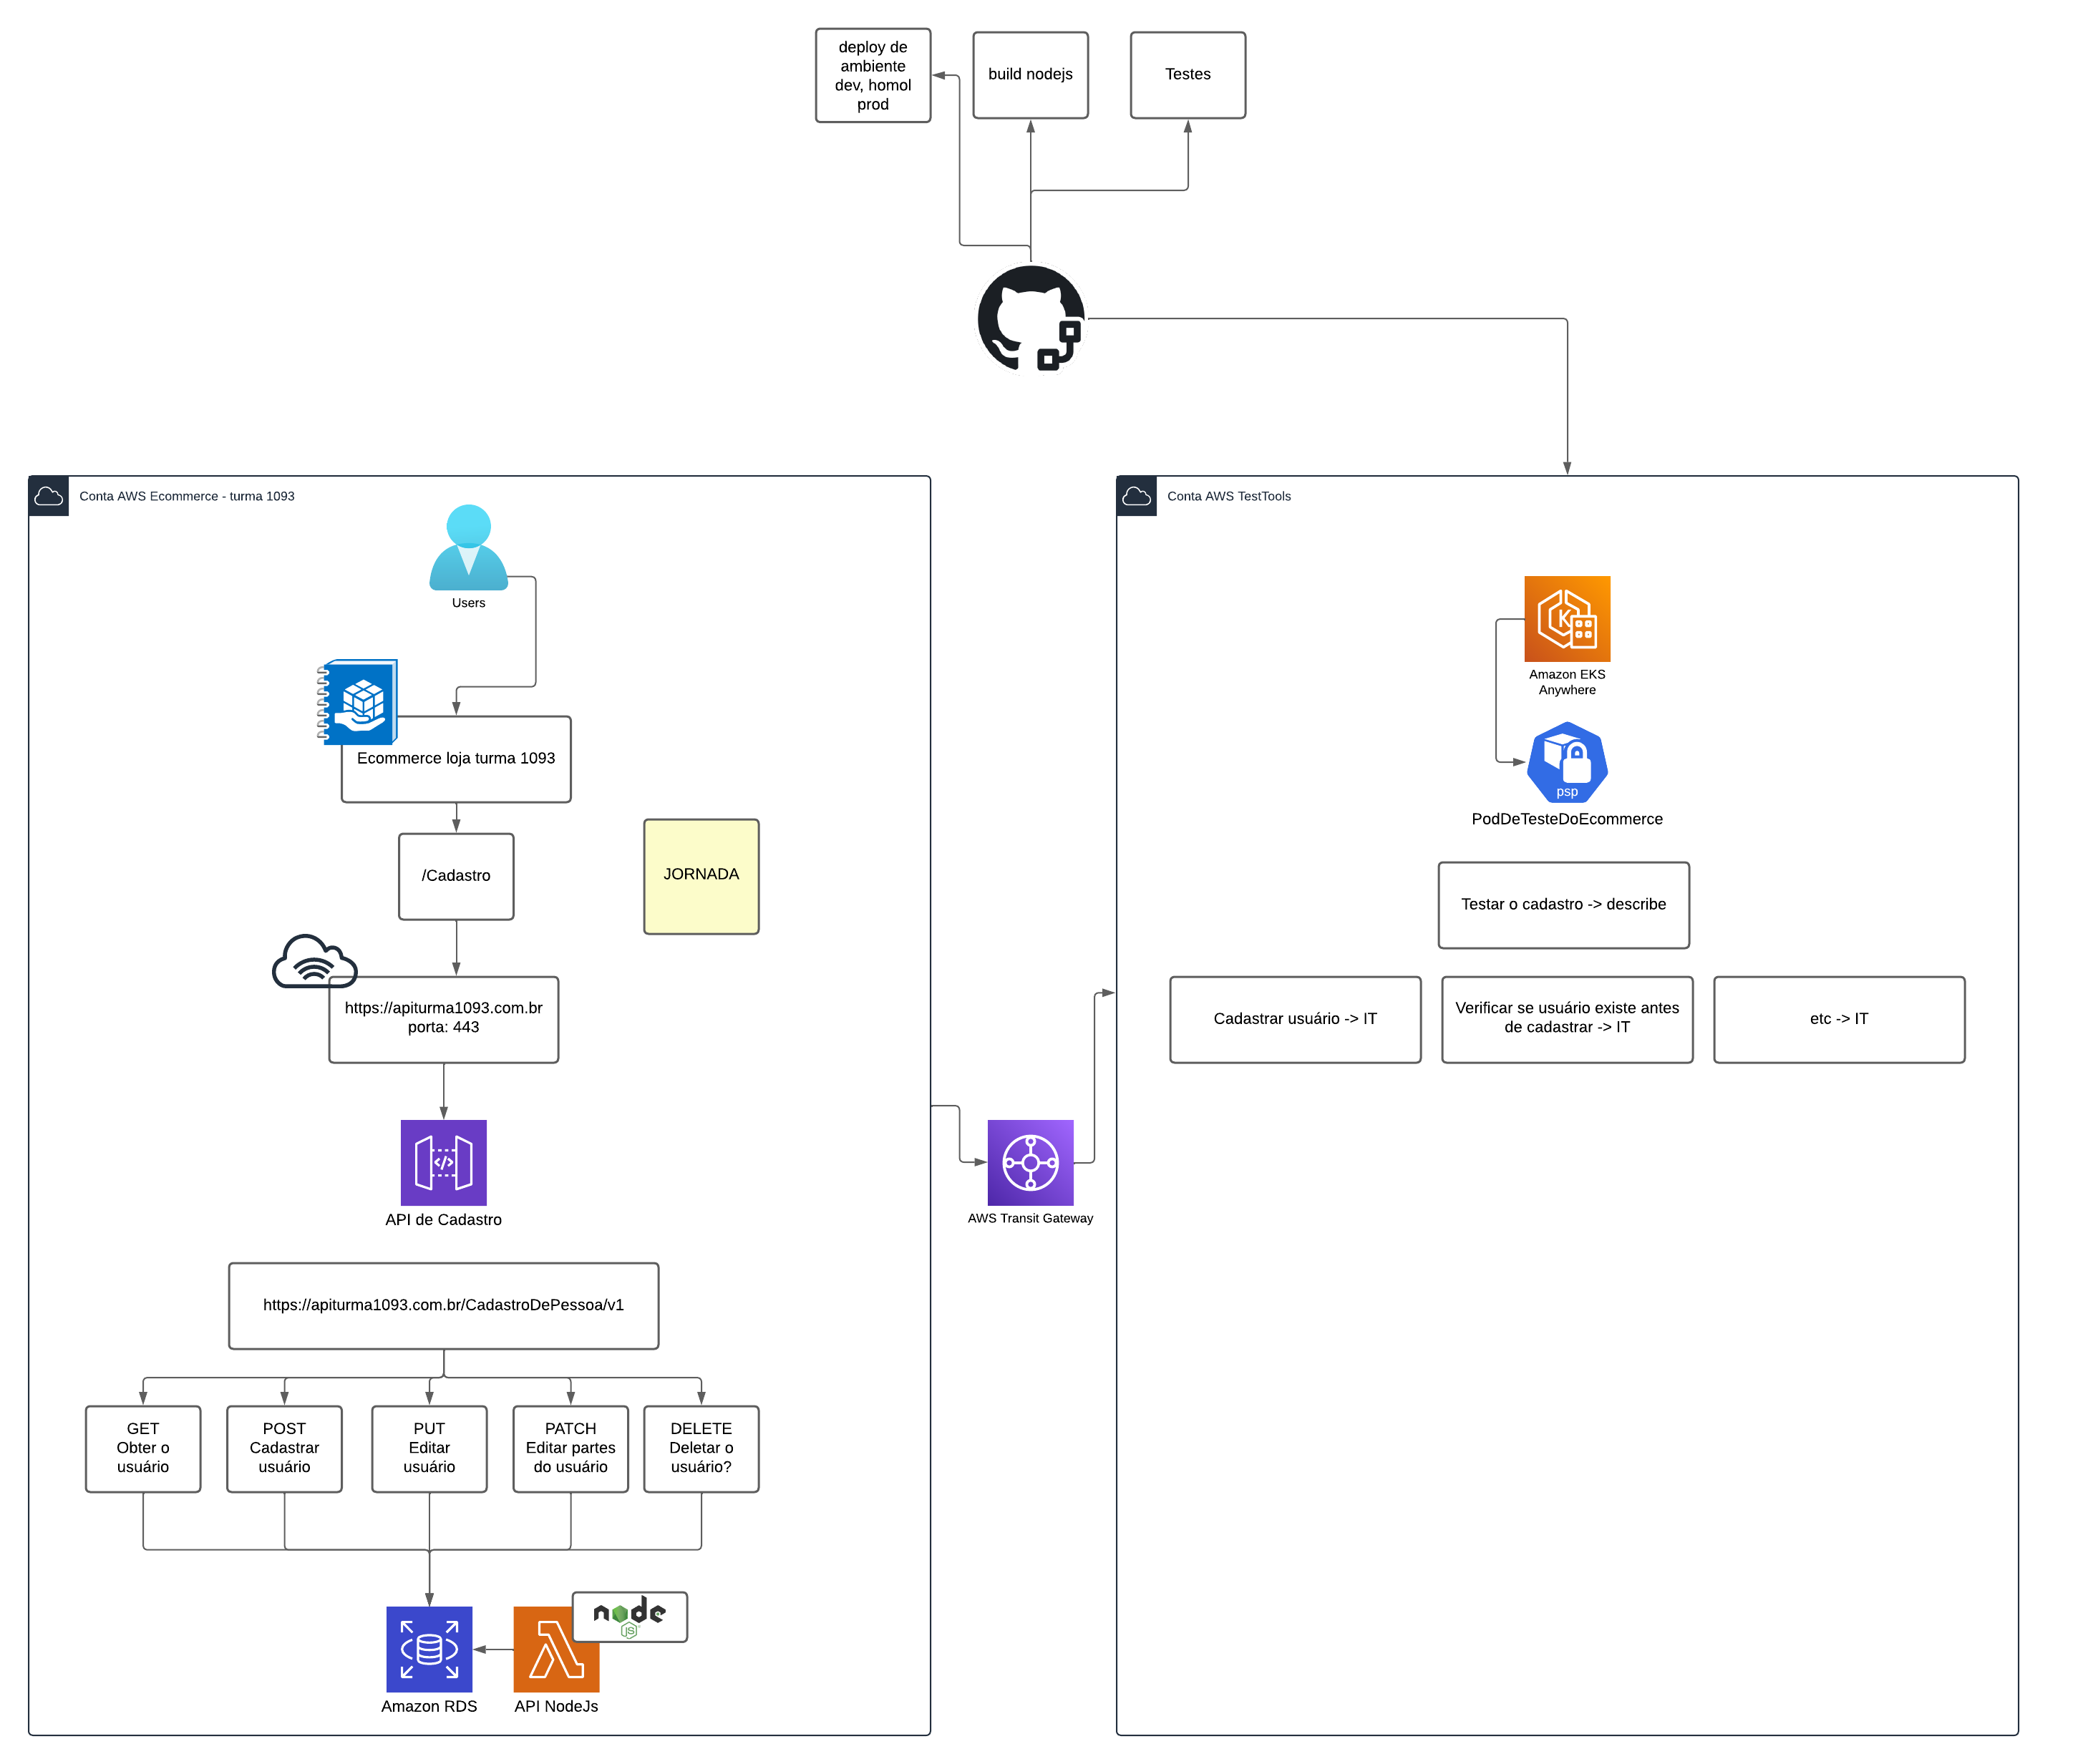 deploy de
ambiente
dev, homol
prod
build nodejs
Testes
Conta AWS Ecommerce - turma 1093
Users
Ecommerce loja turma 1093
/Cadastro
JORNADA
https://apiturma1093.com.br
porta: 443
API de Cadastro
https://apiturma1093.com.br/CadastroDePessoa/v1
GET
Obter o
usuário
POST
Cadastrar
usuário
PUT
Editar
usuário
PATCH
Editar partes
do usuário
DELETE
Deletar o
usuário?
node
JS
Amazon RDS
API NodeJs
AWS Transit Gateway
Conta AWS TestTools
K
Amazon EKS
Anywhere
psp
PodDeTesteDoEcommerce
Testar o cadastro -> describe
Cadastrar usuário -> IT
Verificar se usuário existe antes
de cadastrar -> IT
etc -> IT